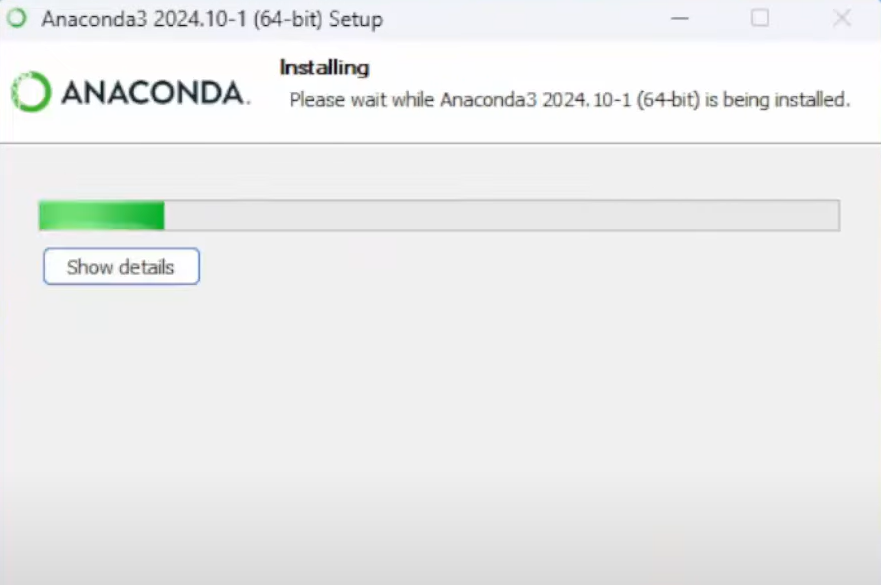 Anaconda3 2024.10-1 (64-bit) Setup
Installing
ANACONDA.
Please wait while Anaconda3 2024.10-1 (64-bit) is being installed.
Show details